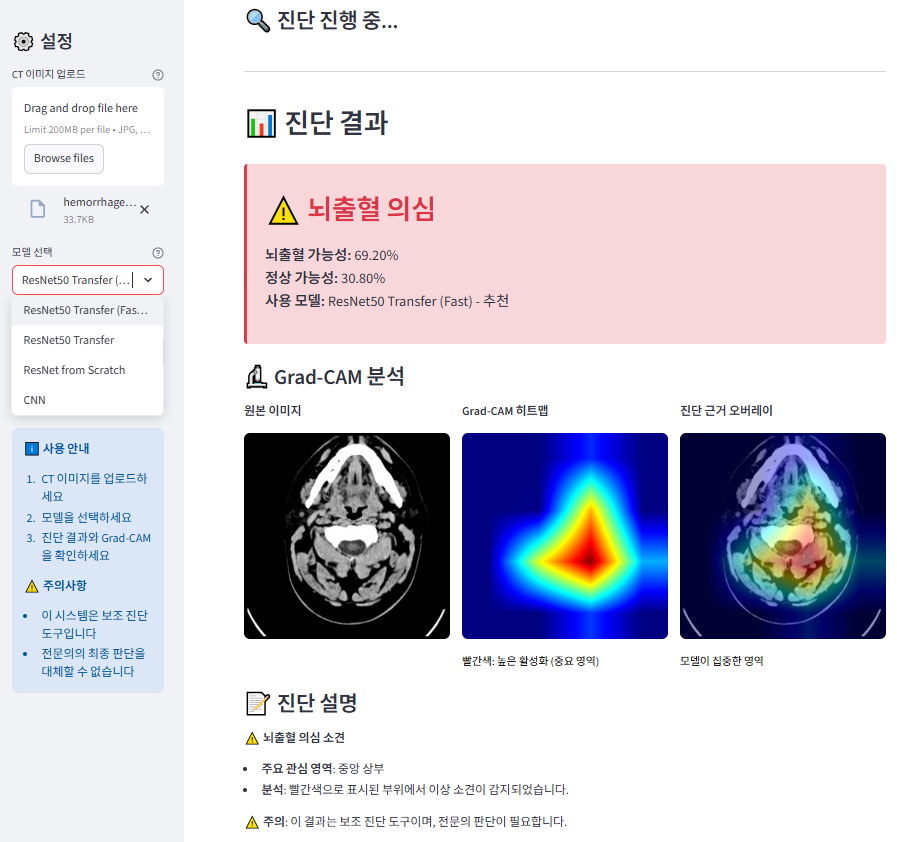 설정
CT 이미지 업로드
Drag and drop file here
Limit 200MB per file • JPG, ...
Browse files
hemorrhage...
33.7KB
모델 선택
ResNet50 Transfer (...
ResNet50 Transfer (Fas...
ResNet50 Transfer
ResNet from Scratch
CNN
사용 안내
1. CT 이미지를 업로드하
세요
2. 모델을 선택하세요
3. 진단 결과와 Grad-CAM
을 확인하세요
주의사항
• 이 시스템은 보조 진단
도구입니다
• 전문의의 최종 판단을
대체할 수 없습니다
진단 진행 중...
진단 결과
뇌출혈 의심
뇌출혈 가능성: 69.20%
정상 가능성: 30.80%
사용 모델: ResNet50 Transfer (Fast) - 추천
Grad-CAM 분석
원본 이미지
Grad-CAM 히트맵
진단 근거 오버레이
빨간색: 높은 활성화 (중요 영역)
모델이 집중한 영역
진단 설명
뇌출혈 의심 소견
• 주요 관심 영역: 중앙 상부
• 분석: 빨간색으로 표시된 부위에서 이상 소견이 감지되었습니다.
주의: 이 결과는 보조 진단 도구이며, 전문의 판단이 필요합니다.